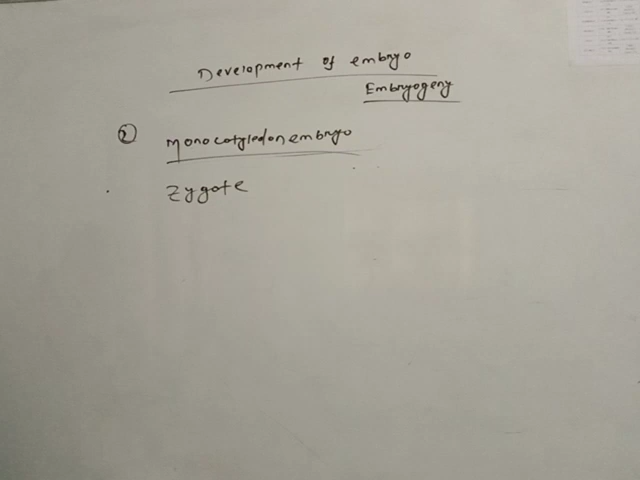 Development of embryo
Embryogeny
② Monocotyledon embryo
Zygote